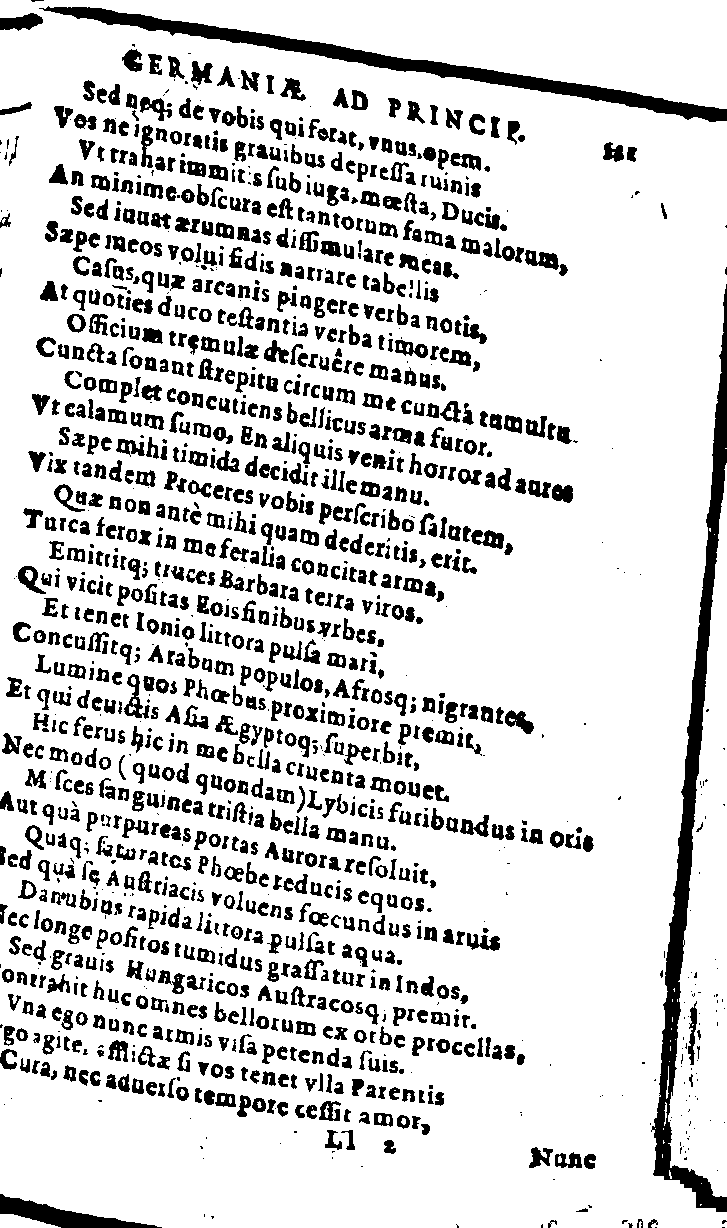 GERMANIÆ AD PRINCIP.
Sed neq; de vobis qui ferat, vnus, opem.
Vos ne ignoratis grauibus depreſſa ruinis
Vt trahar immitis ſub iuga, mœſta, Ducis.
An minime obſcura eſt tantorum fama malorum,
Sed iuuat ærumnas diſſimulare meas.
Sæpe meos volui fidis narrare tabellis
Caſus, quæ arcanis pingere verba notis,
At quoties duco teſtantia verba timorem,
Officium tremulæ deſeruêre manus.
Cuncta ſonant ſtrepitu circum me cuncta tumultu
Complet concutiens bellicus arma furor.
Vt calamum ſumo, En aliquis venit horror ad aures
Sæpe mihi timida decidit ille manu.
Vix tandem Proceres vobis perſcribo ſalutem,
Quæ non antè mihi quam dederitis, erit.
Turca ferox in me feralia concitat arma,
Emittitq; truces Barbara terra viros.
Qui vicit poſitas Eois finibus vrbes.
Et tenet Ionio littora pulſa mari,
Concuſſitq; Arabum populos, Afrosq; nigrantes,
Lumine quos Phœbus proximiore premit,
Et qui deuictis Aſia Ægyptoq; ſuperbit,
Hic ferus hic in me bella cruenta mouet.
Nec modo (quod quondam) Lybicis furibundus in oris
Miſces ſanguinea triſtia bella manu.
Aut quà purpureas portas Aurora reſoluit,
Quàq; ſaturatos Phœbe reducis equos.
Sed quà ſe Auſtriacis voluens fœcundus in aruis
Danubius rapida littora pulſat aqua.
Nec longe poſitos tumidus graſſatur in Indos,
Sed grauis Hungaricos Auſtracosq; premit.
Contrahit huc omnes bellorum ex orbe procellas,
Vna ego nunc armis viſa petenda ſuis.
Ergo agite, afflictæ ſi vos tenet vlla Parentis
Cura, nec aduerſo tempore ceſſit amor,
Ll 2
Nunc